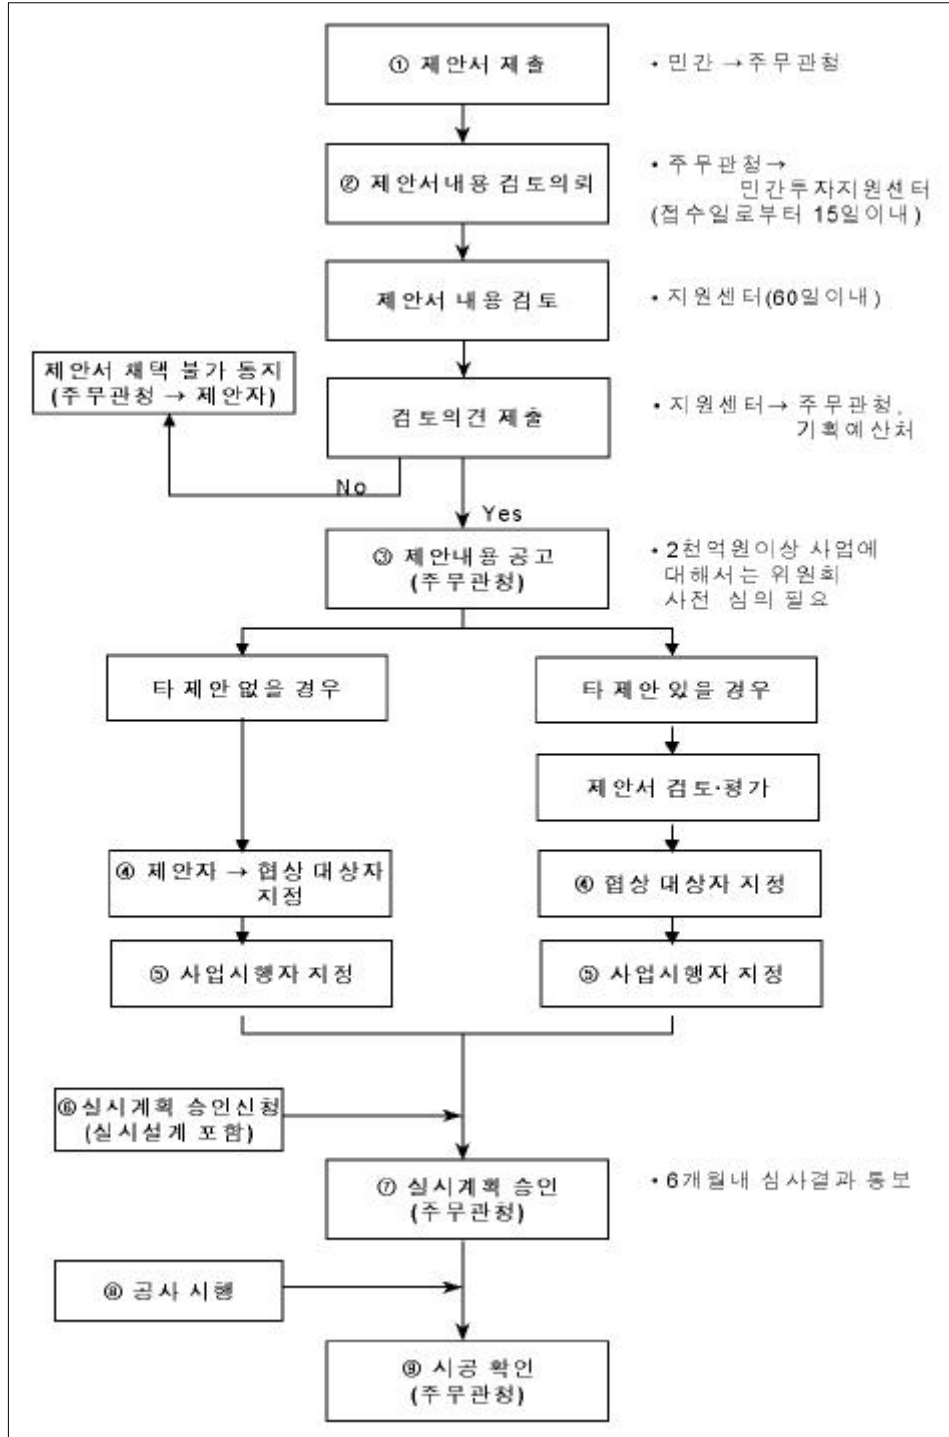 ① 제안서 제출
• 민간 → 주무관청
② 제안서내용 검토의뢰
• 주무관청→
민간투자지원센터
(접수일로부터 15일이내)
제안서 내용 검토
• 지원센터(60일이내)
제안서 채택 불가 통지
(주무관청 → 제안자)
검토의견 제출
• 지원센터→ 주무관청,
기획예산처
No
Yes
③ 제안내용 공고
(주무관청)
• 2천억원이상 사업에
대해서는 위원회
사전 심의 필요
타 제안 없을 경우
타 제안 있을 경우
제안서 검토·평가
④ 제안자 → 협상 대상자
지정
④ 협상 대상자 지정
⑤ 사업시행자 지정
⑤ 사업시행자 지정
⑥실시계획 승인신청
(실시설계 포함)
⑦ 실시계획 승인
(주무관청)
• 6개월내 심사결과 통보
⑧ 공사 시행
⑨ 시공 확인
(주무관청)